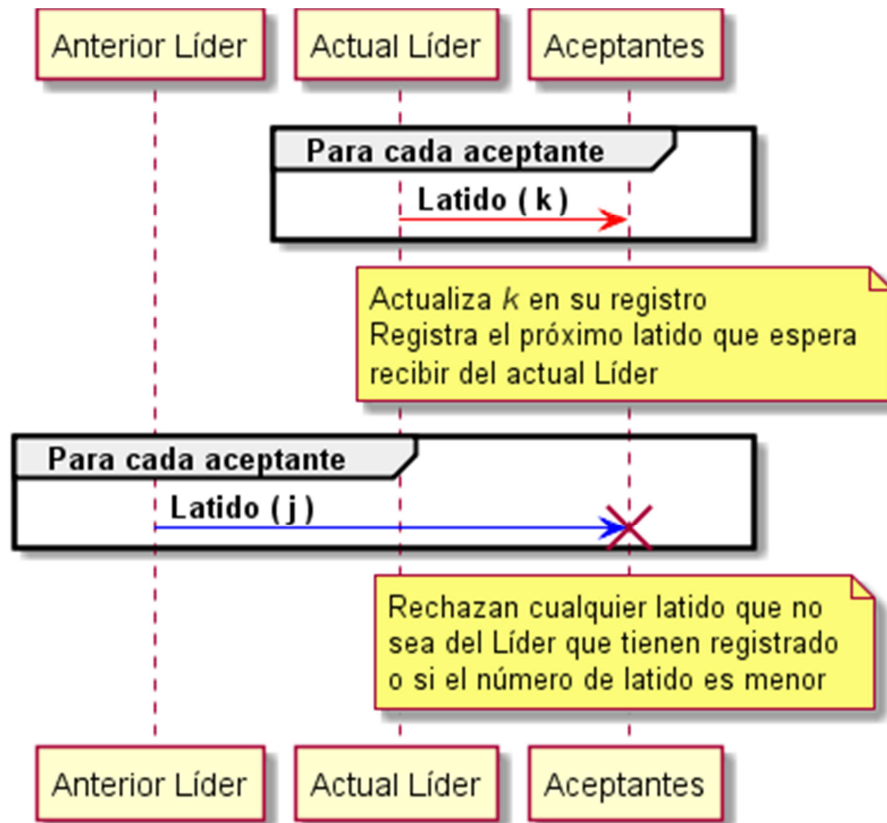 Anterior Líder
Actual Líder
Aceptantes
Para cada aceptante
Latido ( k )
Actualiza k en su registro
Registra el próximo latido que espera
recibir del actual Líder
Para cada aceptante
Latido ( j )
Rechazan cualquier latido que no
sea del Líder que tienen registrado
o si el número de latido es menor
Anterior Líder
Actual Líder
Aceptantes